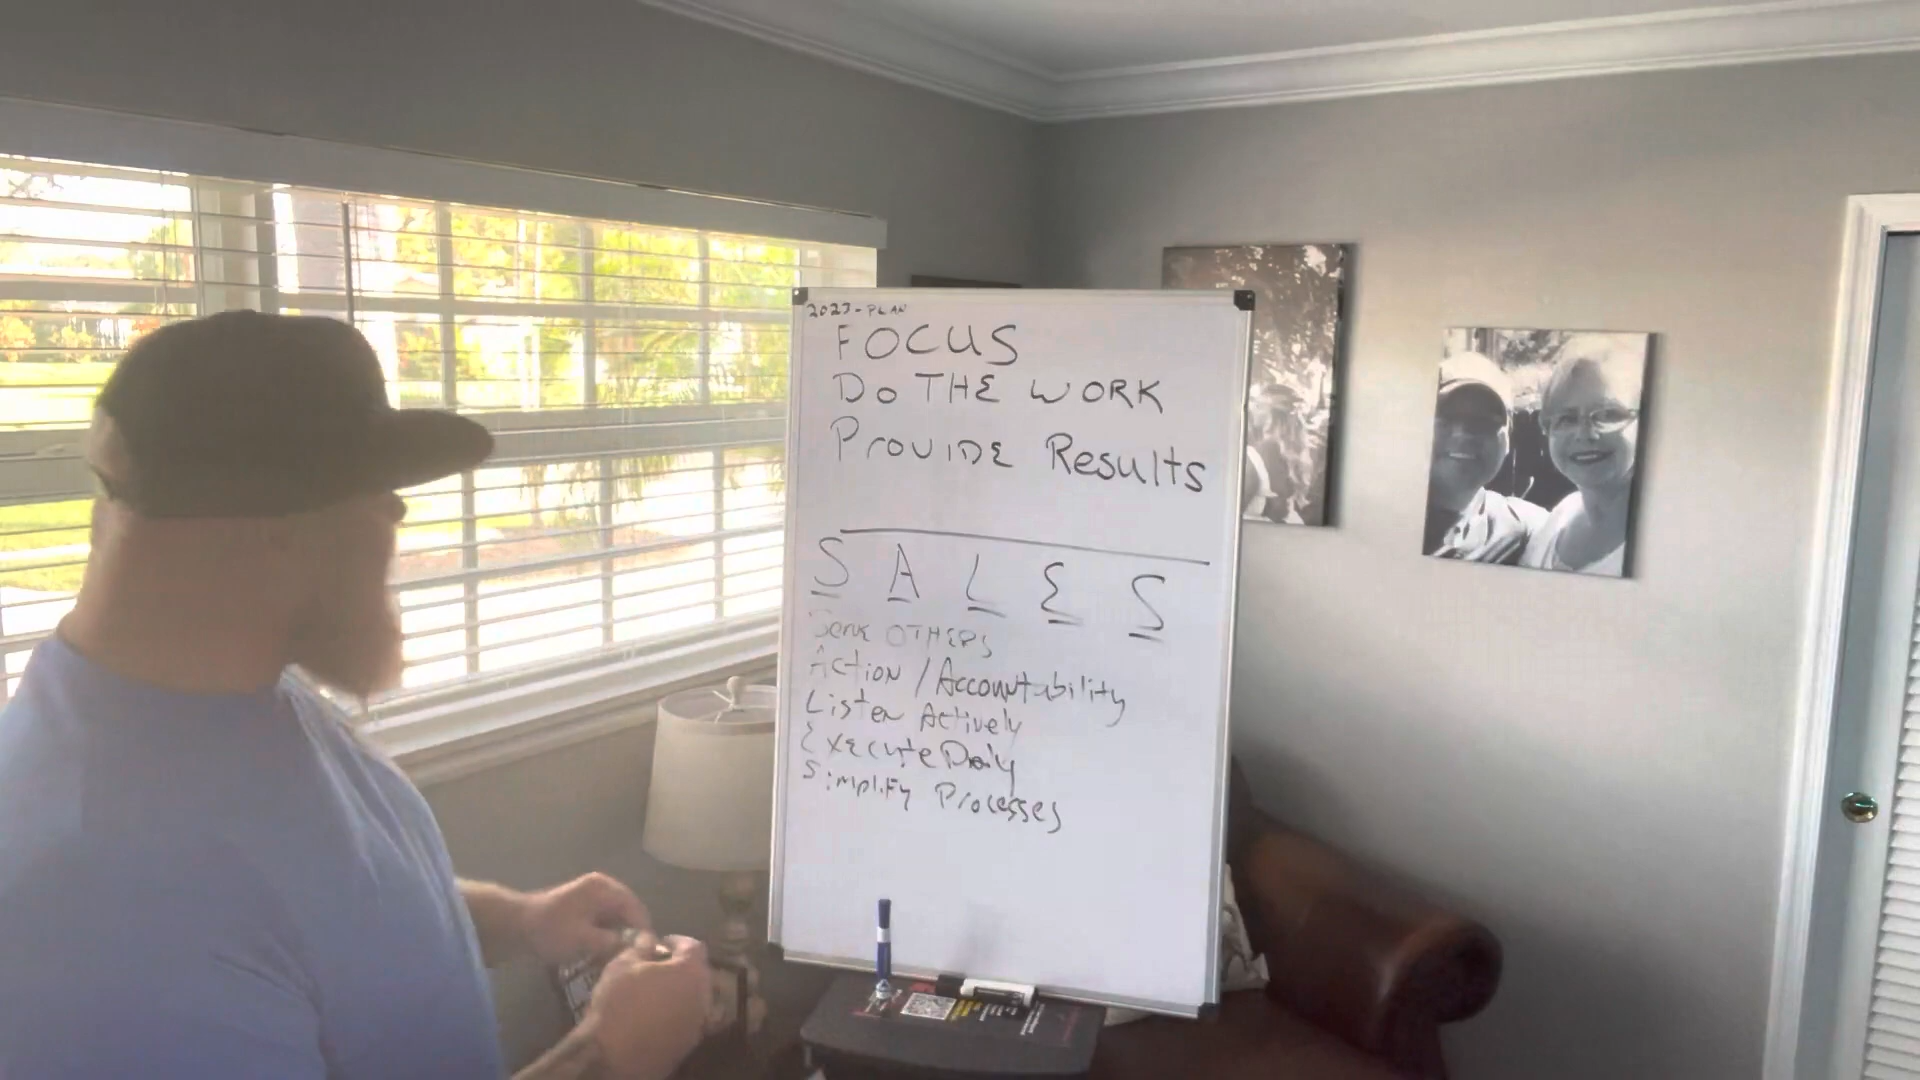 2023-PLAN
FOCUS
DO THE WORK
PROVIDE Results
S A L E S
Serve OTHERS
Action / Accountability
Listen Actively
Execute Daily
Simplify Processes